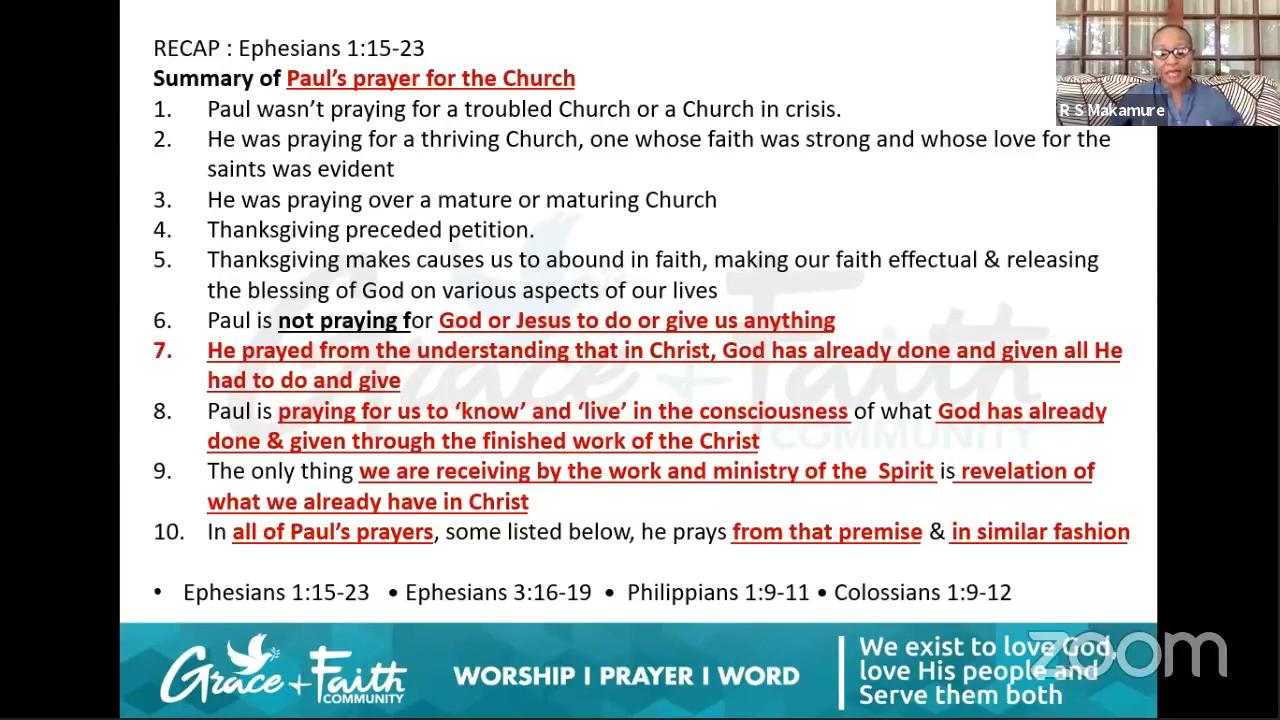 RECAP : Ephesians 1:15-23
Summary of Paul's prayer for the Church
1. Paul wasn't praying for a troubled Church or a Church in crisis.
2. He was praying for a thriving Church, one whose faith was strong and whose love for the
saints was evident
3. He was praying over a mature or maturing Church
4. Thanksgiving preceded petition.
5. Thanksgiving makes causes us to abound in faith, making our faith effectual & releasing
the blessing of God on various aspects of our lives
6. Paul is not praying for God or Jesus to do or give us anything
7. He prayed from the understanding that in Christ, God has already done and given all He
had to do and give
8. Paul is praying for us to ‘know’ and ‘live’ in the consciousness of what God has already
done & given through the finished work of the Christ
9. The only thing we are receiving by the work and ministry of the Spirit is revelation of
what we already have in Christ
10. In all of Paul's prayers, some listed below, he prays from that premise & in similar fashion
• Ephesians 1:15-23 • Ephesians 3:16-19 • Philippians 1:9-11 • Colossians 1:9-12
R S Makamure
Grace + Faith
COMMUNITY
Grace + Faith
COMMUNITY
WORSHIP I PRAYER I WORD
We exist to love God,
love His people and
Serve them both
zoom